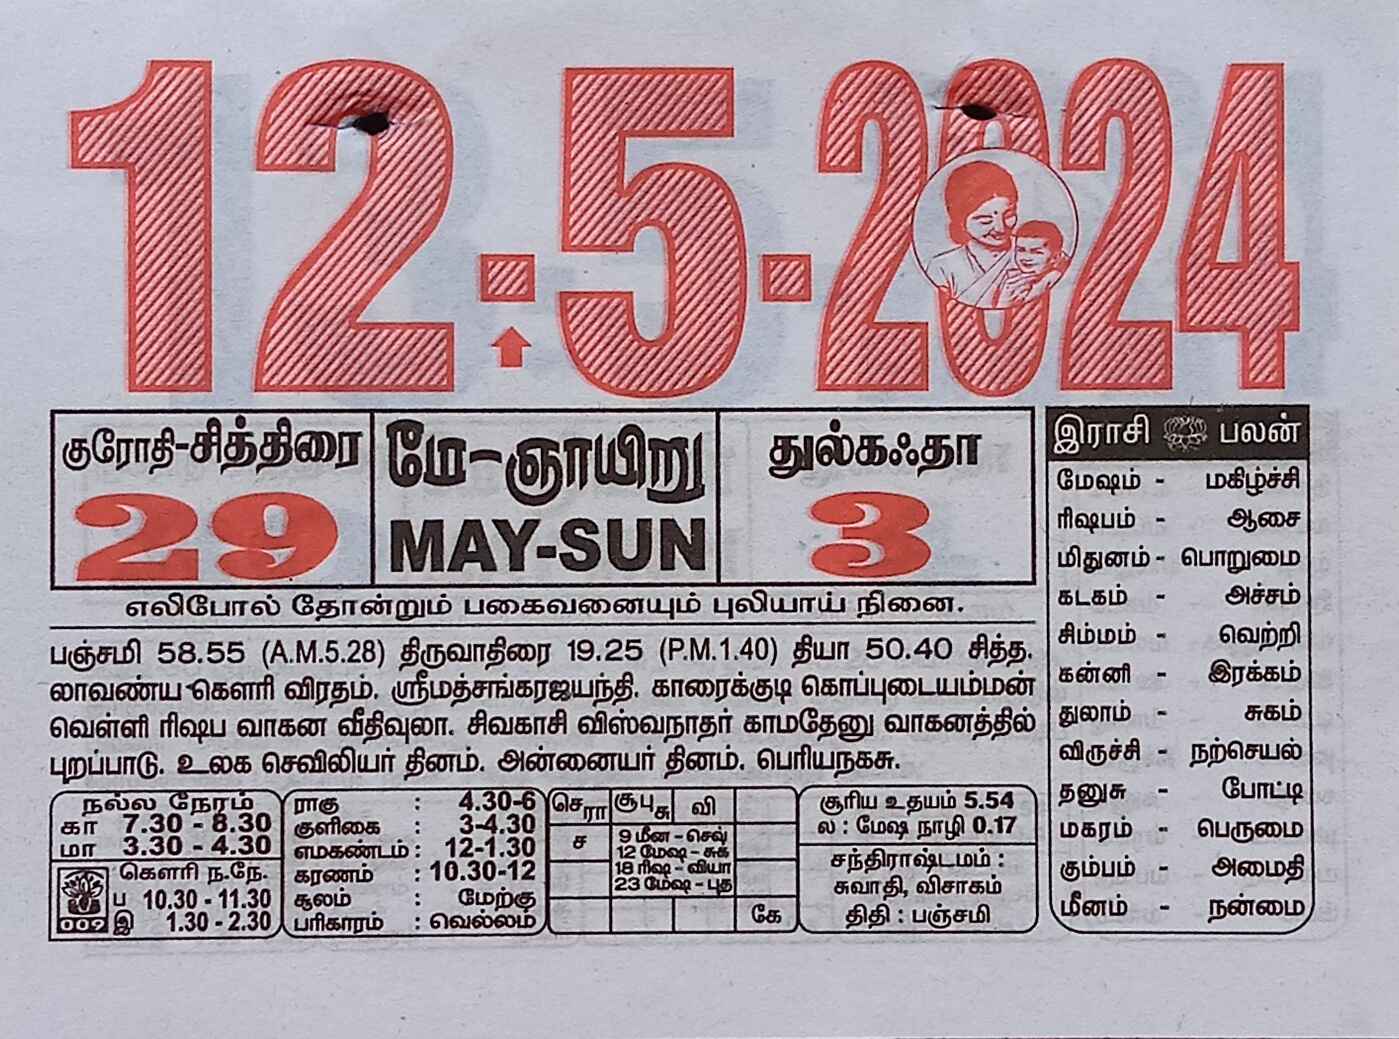 12.5.2024
குரோதி-சித்திரை
29
மே-ஞாயிறு
MAY-SUN
துல்கஃதா
3
எலிபோல் தோன்றும் பகைவனையும் புலியாய் நினை.
பஞ்சமி 58.55 (A.M.5.28) திருவாதிரை 19.25 (P.M.1.40) தியா 50.40 சித்த.
லாவண்ய கௌரி விரதம். ஸ்ரீமத்சங்கரஜயந்தி. காரைக்குடி கொப்புடையம்மன்
வெள்ளி ரிஷப வாகன வீதிவுலா. சிவகாசி விஸ்வநாதர் காமதேனு வாகனத்தில்
புறப்பாடு. உலக செவிலியர் தினம். அன்னையர் தினம். பெரியநகசு.
நல்ல நேரம்
கா 7.30 - 8.30
மா 3.30 - 4.30
கௌரி ந.நே.
ப 10.30 - 11.30
இ 1.30 - 2.30
009
ராகு : 4.30-6
குளிகை : 3-4.30
எமகண்டம் : 12-1.30
கரணம் : 10.30-12
சூலம் : மேற்கு
பரிகாரம் : வெல்லம்
செரா சூபுசு வி
ச
9 மீன - செவ்
12 மேஷ - சுக்
18 ரிஷ - வியா
23 மேஷ - புத
கே
சூரிய உதயம் 5.54
ல : மேஷ நாழி 0.17
சந்திராஷ்டமம் :
சுவாதி, விசாகம்
திதி : பஞ்சமி
இராசி பலன்
மேஷம் - மகிழ்ச்சி
ரிஷபம் - ஆசை
மிதுனம் - பொறுமை
கடகம் - அச்சம்
சிம்மம் - வெற்றி
கன்னி - இரக்கம்
துலாம் - சுகம்
விருச்சி - நற்செயல்
தனுசு - போட்டி
மகரம் - பெருமை
கும்பம் - அமைதி
மீனம் - நன்மை